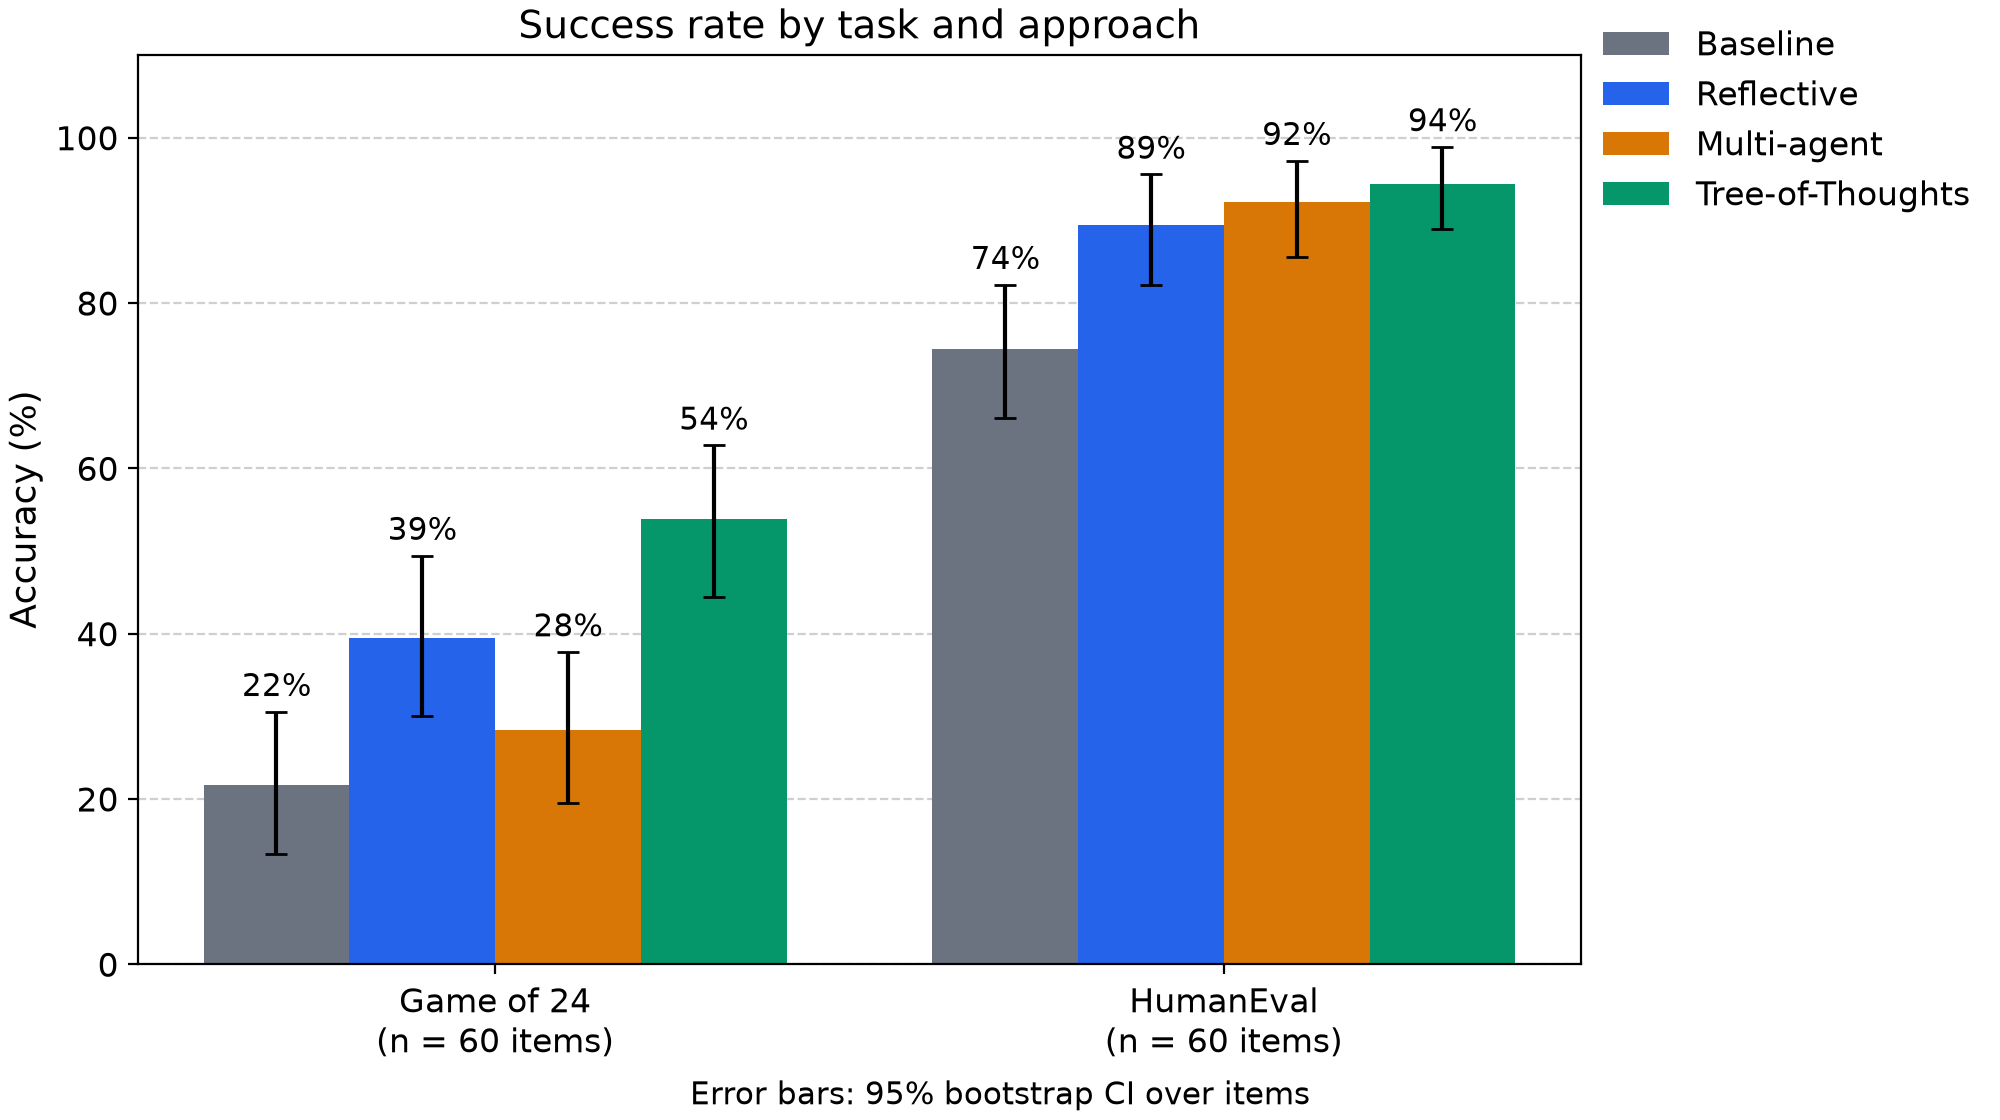 Success rate by task and approach
Baseline
Reflective
Multi-agent
Tree-of-Thoughts
Accuracy (%)
100
80
60
40
20
0
22%
39%
28%
54%
74%
89%
92%
94%
Game of 24
(n = 60 items)
HumanEval
(n = 60 items)
Error bars: 95% bootstrap CI over items